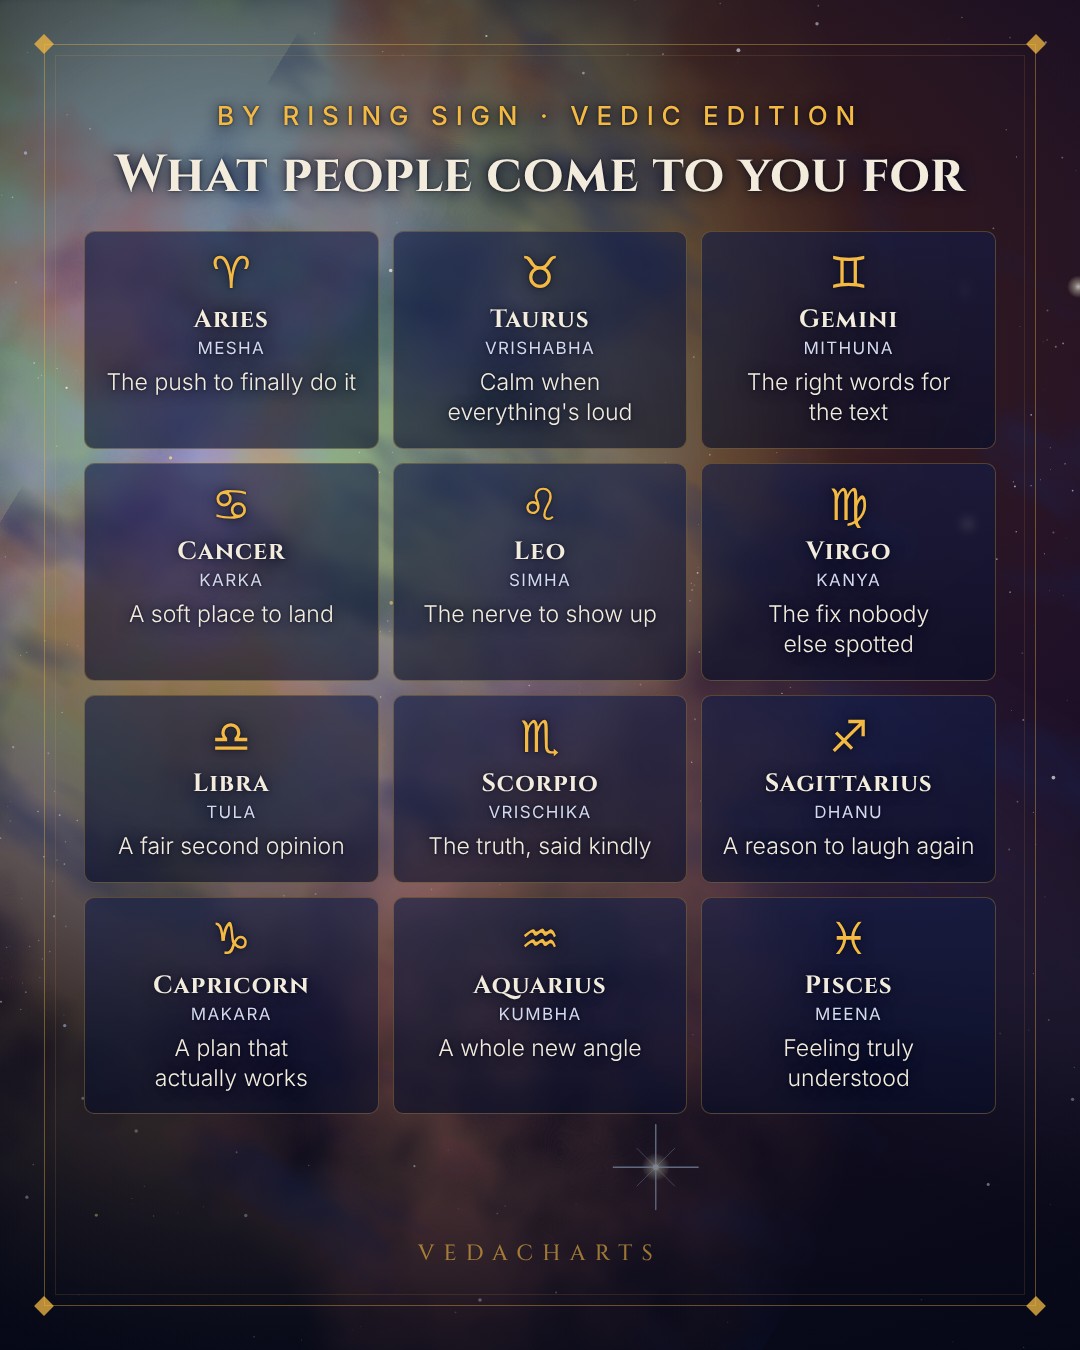 BY RISING SIGN · VEDIC EDITION
WHAT PEOPLE COME TO YOU FOR
♈
ARIES
MESHA
The push to finally do it
♉
TAURUS
VRISHABHA
Calm when
everything's loud
♊
GEMINI
MITHUNA
The right words for
the text
♋
CANCER
KARKA
A soft place to land
♌
LEO
SIMHA
The nerve to show up
♍
VIRGO
KANYA
The fix nobody
else spotted
♎
LIBRA
TULA
A fair second opinion
♏
SCORPIO
VRISCHIKA
The truth, said kindly
♐
SAGITTARIUS
DHANU
A reason to laugh again
♑
CAPRICORN
MAKARA
A plan that
actually works
♒
AQUARIUS
KUMBHA
A whole new angle
♓
PISCES
MEENA
Feeling truly
understood
VEDACHARTS